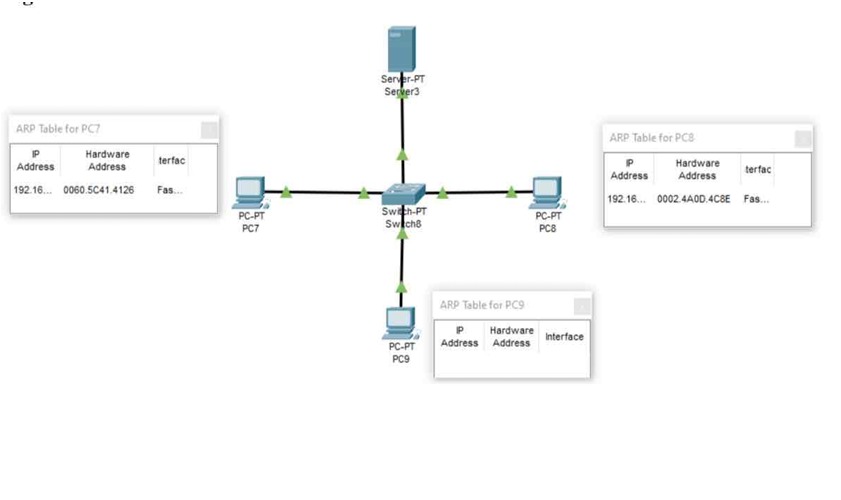 Server-PT
Server3
ARP Table for PC7
IP Address
Hardware Address
terfac
192.16...
0060.5C41.4126
Fas...
PC-PT
PC7
Switch-PT
Switch8
PC-PT
PC8
ARP Table for PC8
IP Address
Hardware Address
terfac
192.16...
0002.4A0D.4C8E
Fas...
PC-PT
PC9
ARP Table for PC9
IP Address
Hardware Address
Interface